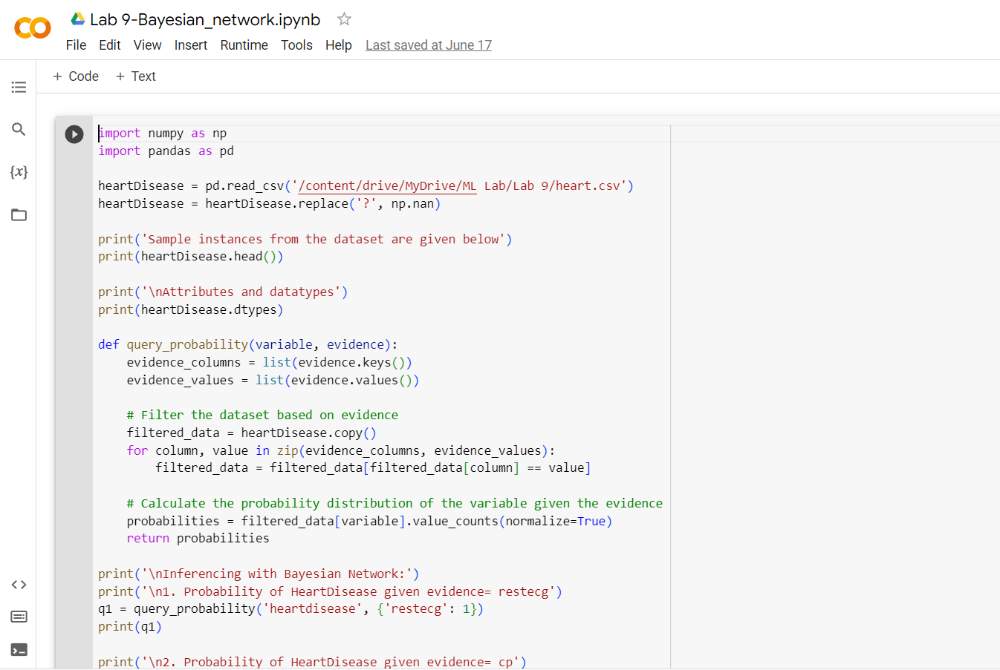 Lab 9-Bayesian_network.ipynb
File Edit View Insert Runtime Tools Help Last saved at June 17
+ Code + Text
{x}
import numpy as np
import pandas as pd
heartDisease = pd.read_csv('/content/drive/MyDrive/ML Lab/Lab 9/heart.csv')
heartDisease = heartDisease.replace('?', np.nan)
print('Sample instances from the dataset are given below')
print(heartDisease.head())
print('\nAttributes and datatypes')
print(heartDisease.dtypes)
def query_probability(variable, evidence):
    evidence_columns = list(evidence.keys())
    evidence_values = list(evidence.values())
    # Filter the dataset based on evidence
    filtered_data = heartDisease.copy()
    for column, value in zip(evidence_columns, evidence_values):
        filtered_data = filtered_data[filtered_data[column] == value]
    # Calculate the probability distribution of the variable given the evidence
    probabilities = filtered_data[variable].value_counts(normalize=True)
    return probabilities
print('\nInferencing with Bayesian Network:')
print('\n1. Probability of HeartDisease given evidence= restecg')
q1 = query_probability('heartdisease', {'restecg': 1})
print(q1)
print('\n2. Probability of HeartDisease given evidence= cp')